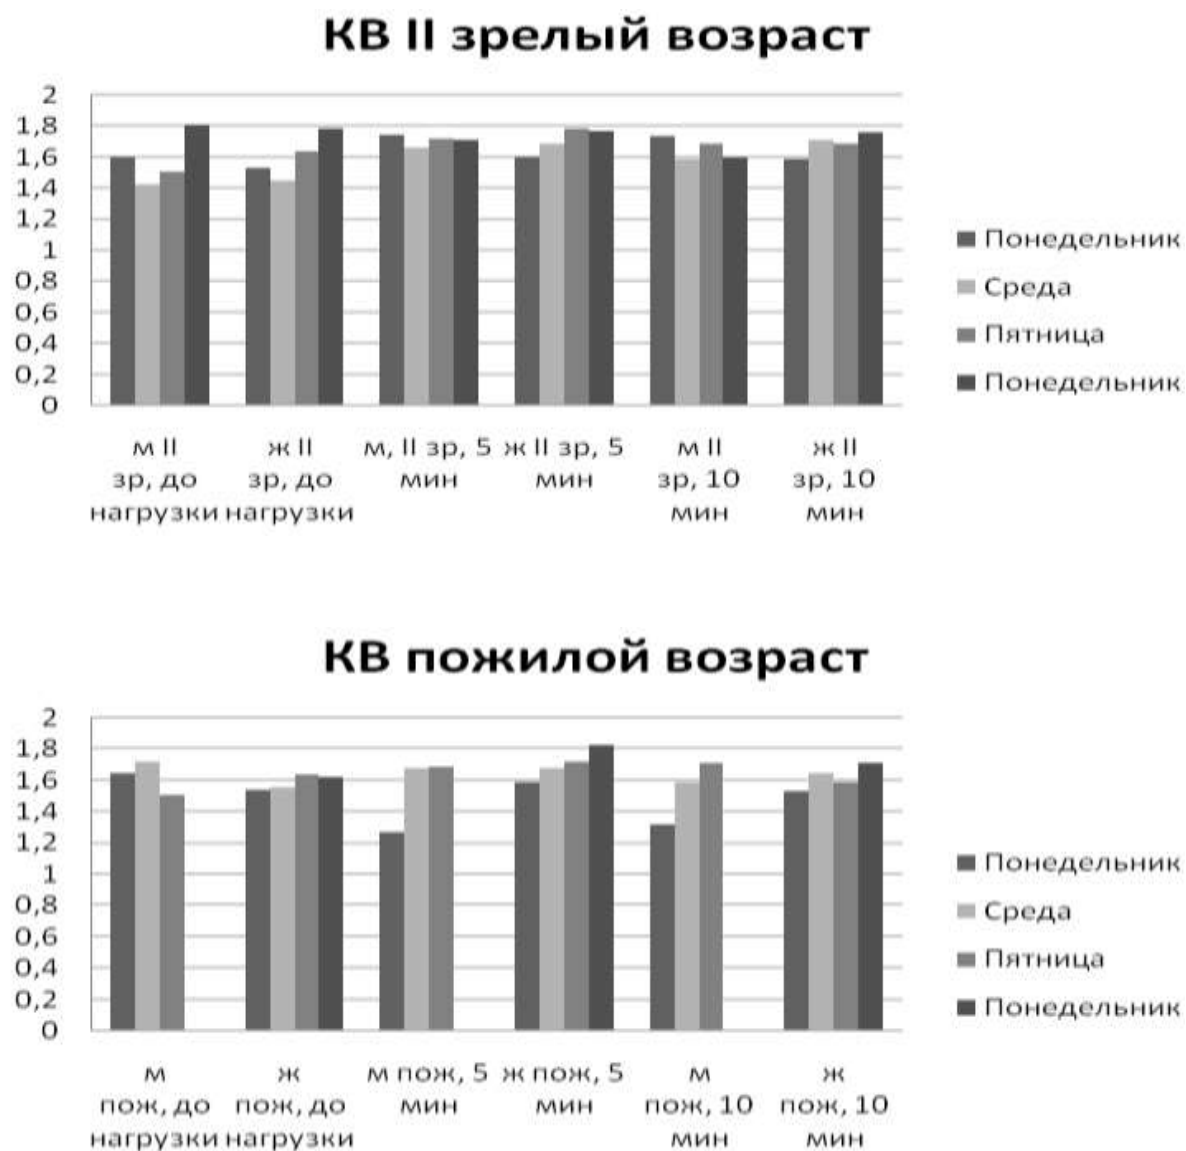 КВ II зрелый возраст
2
1,8
1,6
1,4
1,2
1
0,8
0,6
0,4
0,2
0
м II
зр, до
нагрузки
ж II
зр, до
нагрузки
м, II зр, 5
мин
ж II зр, 5
мин
м II
зр, 10
мин
ж II
зр, 10
мин
Понедельник
Среда
Пятница
Понедельник
КВ пожилой возраст
2
1,8
1,6
1,4
1,2
1
0,8
0,6
0,4
0,2
0
м
пож, до
нагрузки
ж
пож, до
нагрузки
м пож, 5
мин
ж пож, 5
мин
м
пож, 10
мин
ж
пож, 10
мин
Понедельник
Среда
Пятница
Понедельник